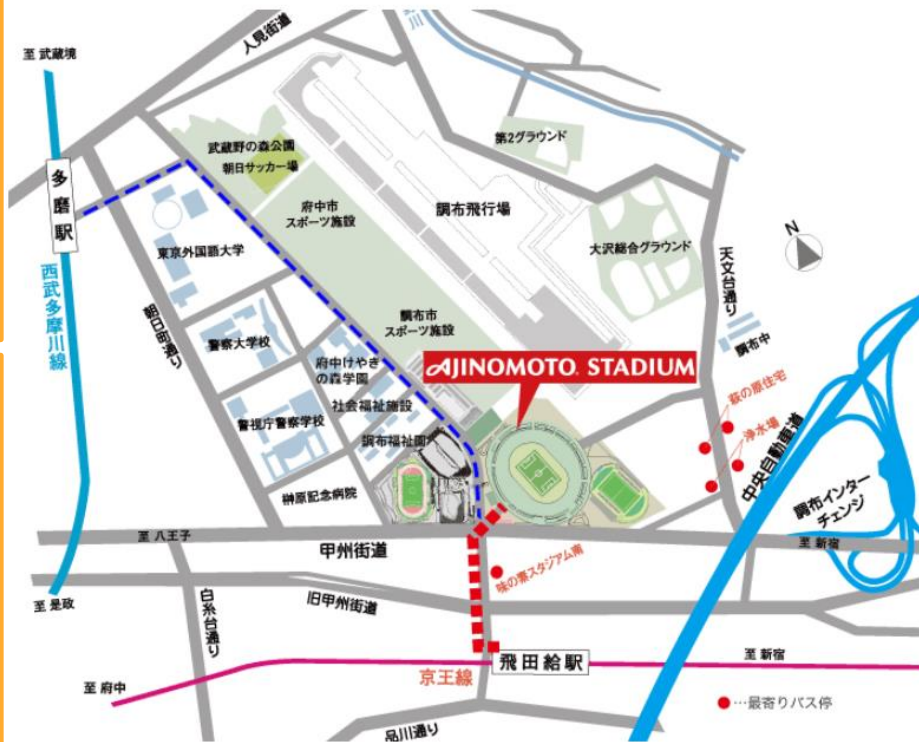 人見街道
至 武蔵境
川
武蔵野の森公園
朝日サッカー場
第2グラウンド
多磨駅
府中市
スポーツ施設
調布飛行場
N
東京外国語大学
大沢総合グラウンド
天文台通り
西武多摩川線
朝日町通り
調布市
スポーツ施設
警察大学校
調布中
府中けやき
の森学園
AJINOMOTO. STADIUM
萩の原住宅
社会福祉施設
警視庁警察学校
調布福祉園
浄水場
中央自動車道
榊原記念病院
調布インター
チェンジ
至 八王子
甲州街道
至 新宿
味の素スタジアム南
至 是政
旧甲州街道
白糸台通り
飛田給駅
至 新宿
京王線
至 府中
●…最寄りバス停
品川通り